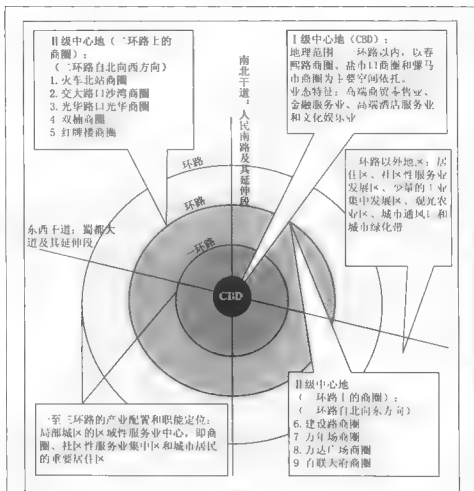 Ⅱ级中心地（二环路上的
商圈）：
（二环路自北向西方向）
1. 火车北站商圈
2. 交大路口沙湾商圈
3. 光华路口光华商圈
4 双楠商圈
5 红牌楼商圈
南北干道：人民南路及其延伸段
Ⅰ级中心地（CBD）：
地理范围 二环路以内，以春
熙路商圈、盐市口商圈和骡马
市商圈为主要空间依托。
业态特征：高端商贸零售业、
金融服务业、高端酒店服务业
和文化娱乐业
环路以外地区：居
住区、社区性服务业
发展区、少量的工业
集中发展区、观光农
业区、城市通风口和
城市绿化带
环路
环路
一环路
东西干道：蜀都大
道及其延伸段
CBD
一至三环路的产业配置和职能定位：
局部城区的区域性服务业中心，即商
圈、社区性服务业集中区和城市居民
的重要居住区
Ⅱ级中心地
（ 环路上的商圈）：
（ 环路自北向东方向）
6. 建设路商圈
7 万年场商圈
8. 万达广场商圈
9 百联天府商圈